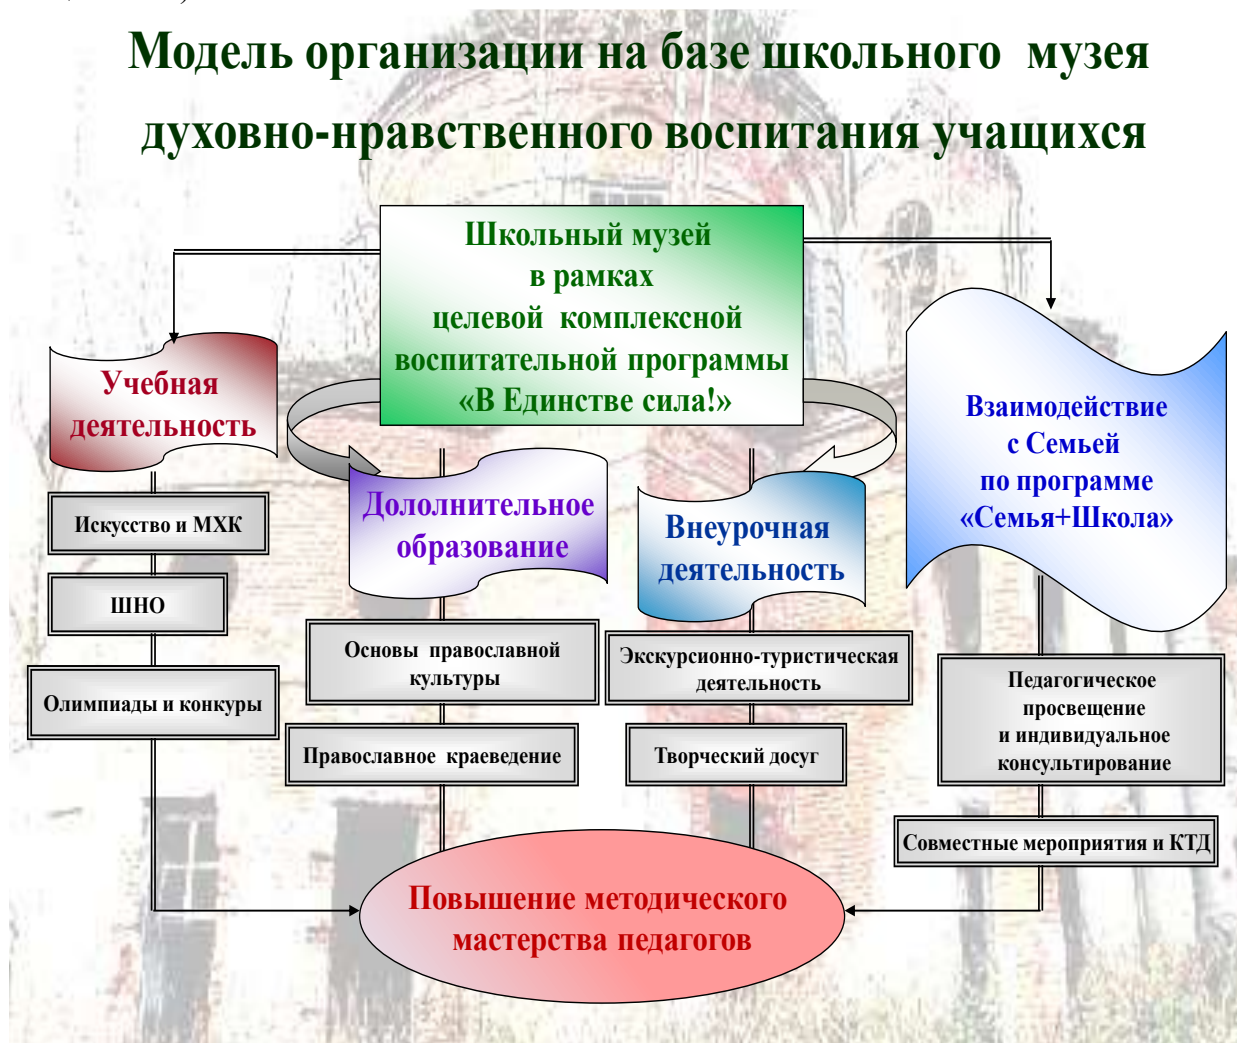 Модель организации на базе школьного музея
духовно-нравственного воспитания учащихся
Школьный музей
в рамках
целевой комплексной
воспитательной программы
«В Единстве сила!»
Учебная
деятельность
Искусство и МХК
ШНО
Олимпиады и конкуры
Дололнительное
образование
Основы православной
культуры
Православное краеведение
Внеурочная
деятельность
Экскурсионно-туристическая
деятельность
Творческий досуг
Взаимодействие
с Семьей
по программе
«Семья+Школа»
Педагогическое
просвещение
и индивидуальное
консультирование
Совместные мероприятия и КТД
Повышение методического
мастерства педагогов